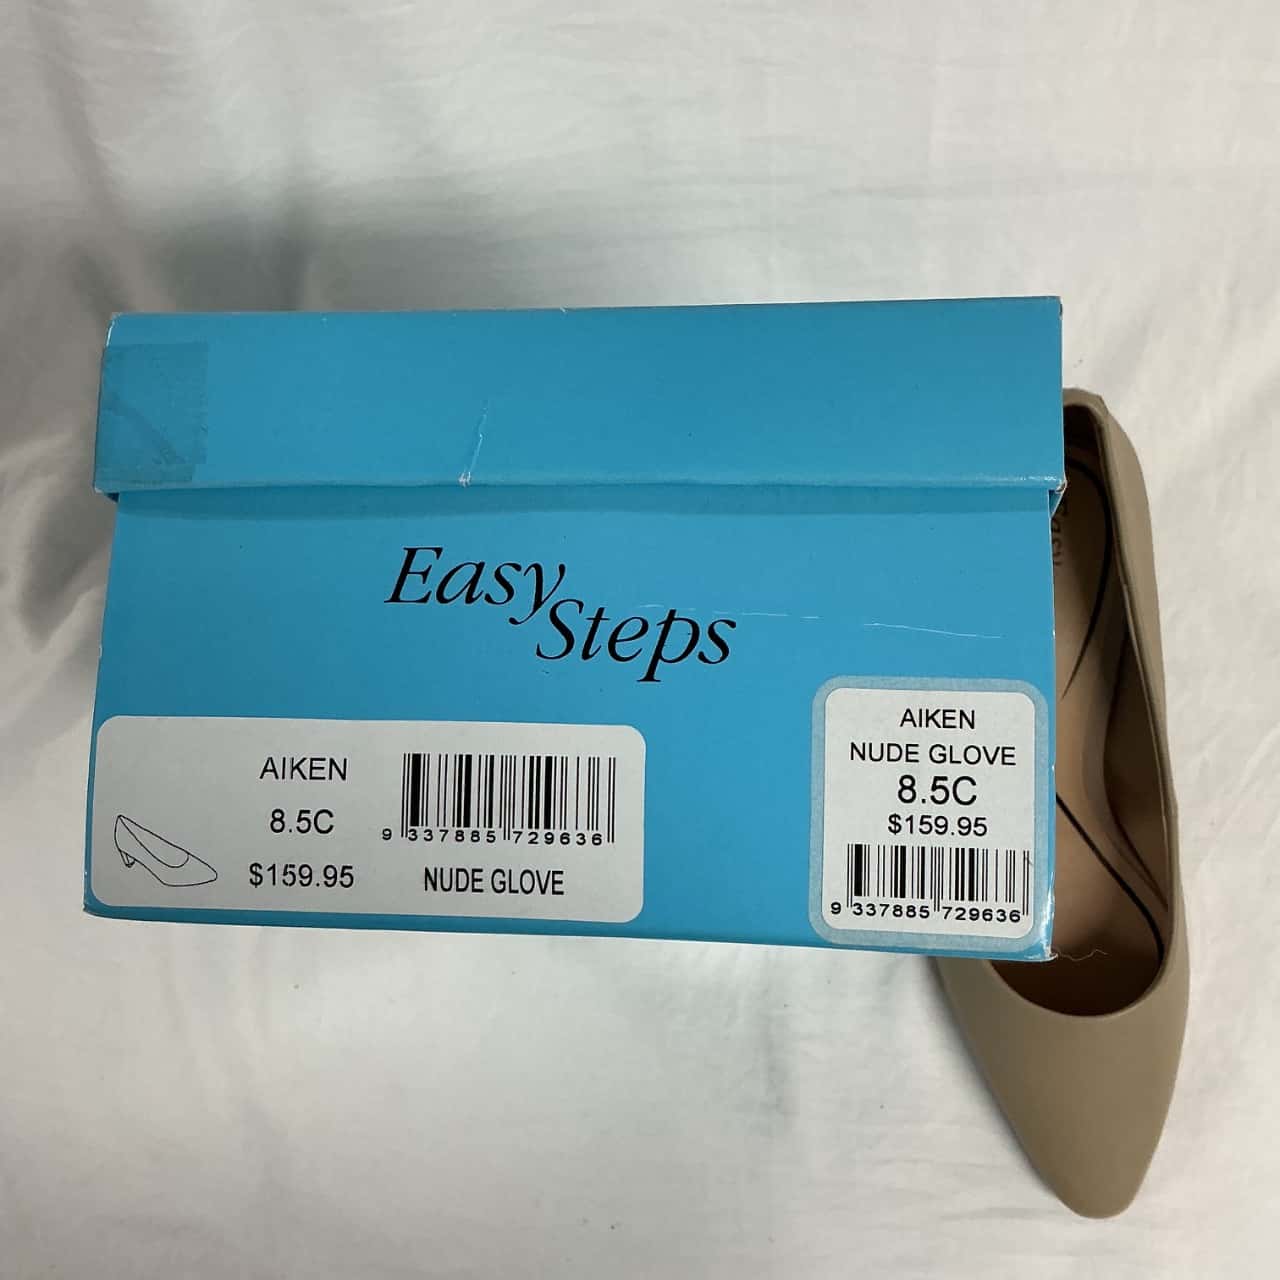 Easy
Steps
AIKEN
8.5C
$159.95
9 337885 729636
NUDE GLOVE
AIKEN
NUDE GLOVE
8.5C
$159.95
9 337885 729636